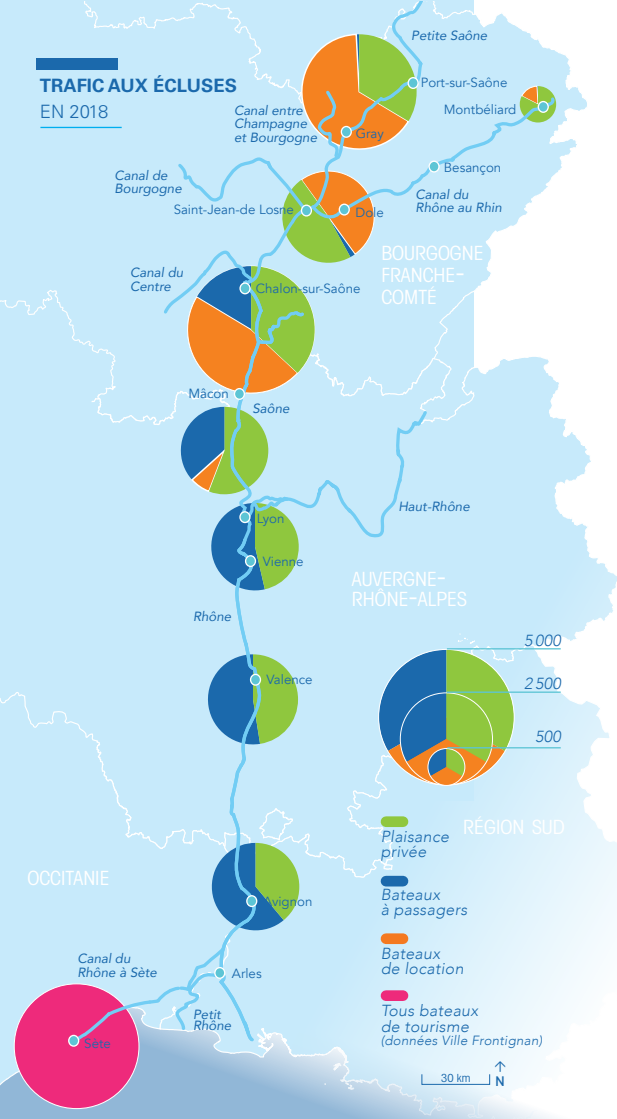 TRAFIC AUX ÉCLUSES
EN 2018
Petite Saône
Port-sur-Saône
Montbéliard
Canal entre
Champagne
et Bourgogne
Gray
Besançon
Canal de
Bourgogne
Canal du
Rhône au Rhin
Saint-Jean de Losne
Dole
BOURGOGNE
FRANCHE-
COMTÉ
Canal du
Centre
Chalon-sur-Saône
Mâcon
Saône
Haut-Rhône
Lyon
Vienne
AUVERGNE-
RHÔNE-ALPES
Rhône
5 000
2 500
500
Valence
Plaisance
privée
RÉGION SUD
OCCITANIE
Bateaux
à passagers
Avignon
Bateaux
de location
Canal du
Rhône à Sète
Arles
Tous bateaux
de tourisme
(données Ville Frontignan)
Petit
Rhône
Sète
30 km
N